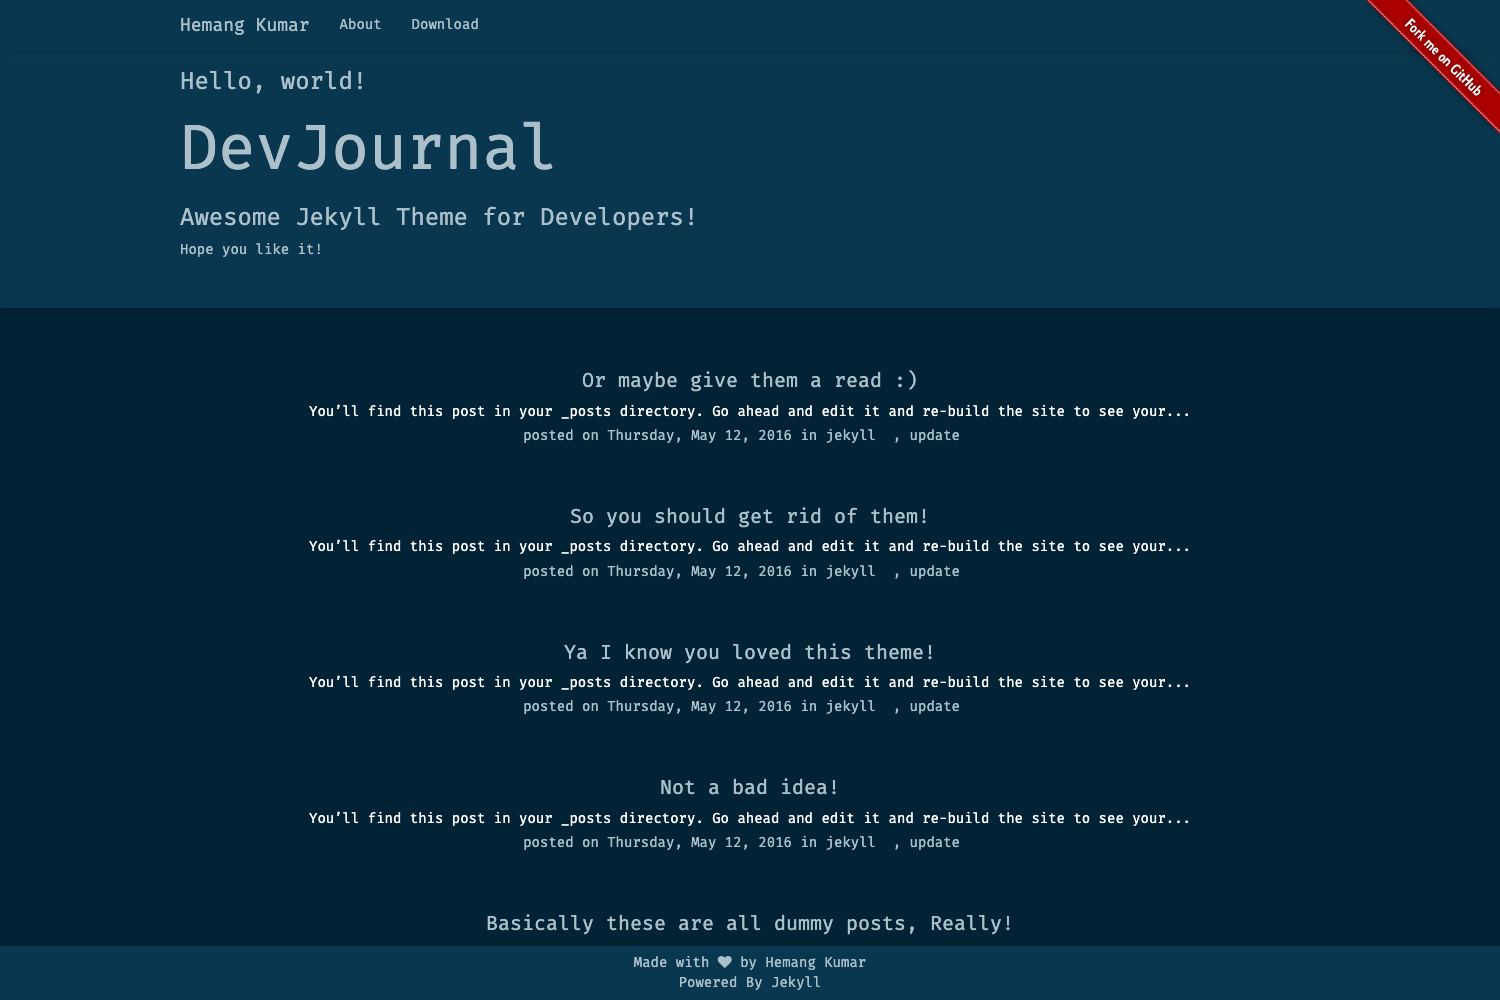 Hemang Kumar About Download
Fork me on GitHub
Hello, world!
DevJournal
Awesome Jekyll Theme for Developers!
Hope you like it!
Or maybe give them a read :)
You’ll find this post in your _posts directory. Go ahead and edit it and re-build the site to see your...
posted on Thursday, May 12, 2016 in jekyll , update
So you should get rid of them!
You’ll find this post in your _posts directory. Go ahead and edit it and re-build the site to see your...
posted on Thursday, May 12, 2016 in jekyll , update
Ya I know you loved this theme!
You’ll find this post in your _posts directory. Go ahead and edit it and re-build the site to see your...
posted on Thursday, May 12, 2016 in jekyll , update
Not a bad idea!
You’ll find this post in your _posts directory. Go ahead and edit it and re-build the site to see your...
posted on Thursday, May 12, 2016 in jekyll , update
Basically these are all dummy posts, Really!
Made with ♥ by Hemang Kumar
Powered By Jekyll